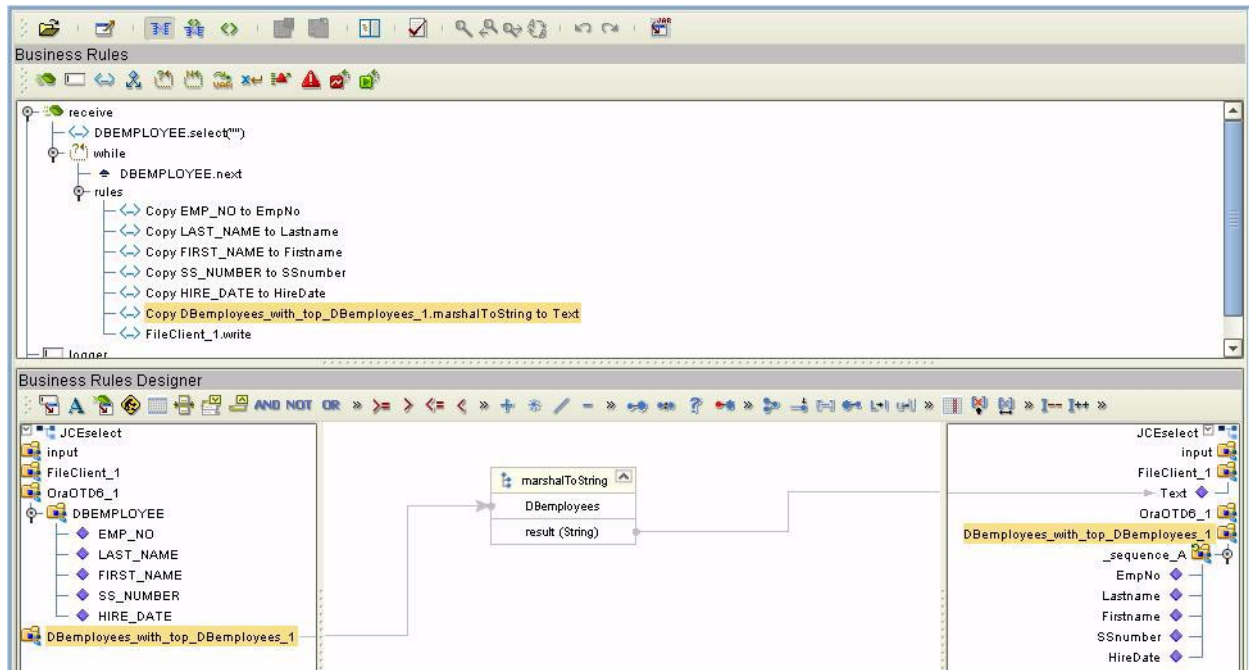 JAR
Business Rules
receive
DBEMPLOYEE.select("")
while
DBEMPLOYEE.next
rules
Copy EMP_NO to EmpNo
Copy LAST_NAME to Lastname
Copy FIRST_NAME to Firstname
Copy SS_NUMBER to SSnumber
Copy HIRE_DATE to HireDate
Copy DBemployees_with_top_DBemployees_1.marshalToString to Text
FileClient_1.write
logger
Business Rules Designer
AND NOT OR » >= > <= < » + * / - » ? » » I-- I++ »
JCEselect
input
FileClient_1
OraOTD6_1
DBEMPLOYEE
EMP_NO
LAST_NAME
FIRST_NAME
SS_NUMBER
HIRE_DATE
DBemployees_with_top_DBemployees_1
marshalToString
DBemployees
result (String)
JCEselect
input
FileClient_1
Text
OraOTD6_1
DBemployees_with_top_DBemployees_1
_sequence_A
EmpNo
Lastname
Firstname
SSnumber
HireDate